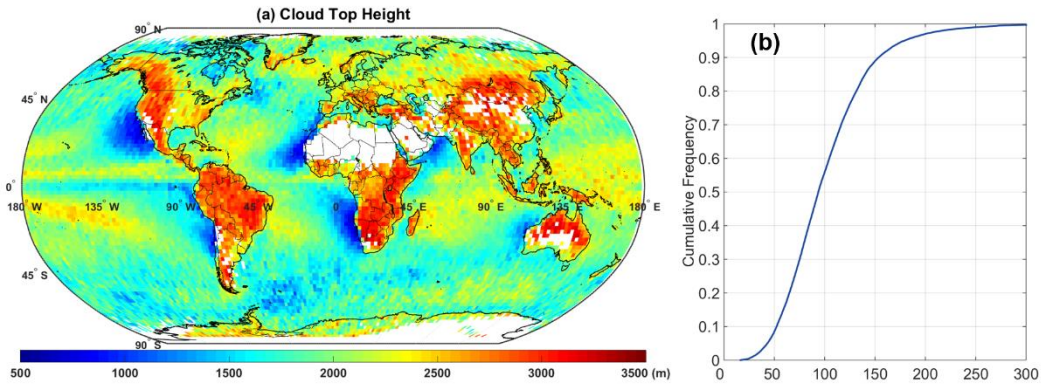 (a) Cloud Top Height
90° N
45° N
0°
180° W
90° W
45° W
0°
45° E
90° E
180° E
45° S
90° S
500 1000 1500 2000 2500 3000 3500 (m)
(b)
Cumulative Frequency
1
0.9
0.8
0.7
0.6
0.5
0.4
0.3
0.2
0.1
0
0 50 100 150 200 250 300